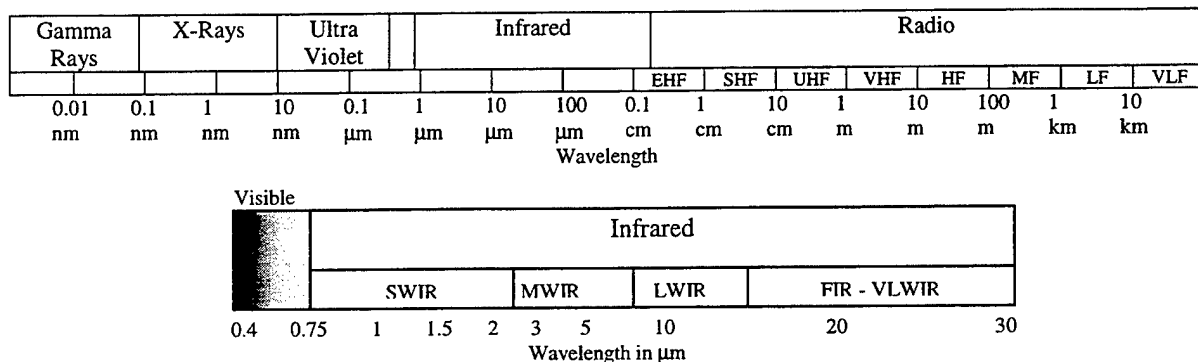 Gamma Rays X-Rays Ultra Violet Infrared Radio
EHF SHF UHF VHF HF MF LF VLF
0.01 0.1 1 10 0.1 1 10 100 0.1 1 10 1 10 100 1 10
nm nm nm nm μm μm μm μm cm cm cm m m m km km
Wavelength
Visible
Infrared
SWIR MWIR LWIR FIR - VLWIR
0.4 0.75 1 1.5 2 3 5 10 20 30
Wavelength in μm